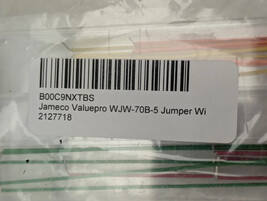 B00C9NXTBS
Jameco Valuepro WJW-70B-5 Jumper Wi
2127718